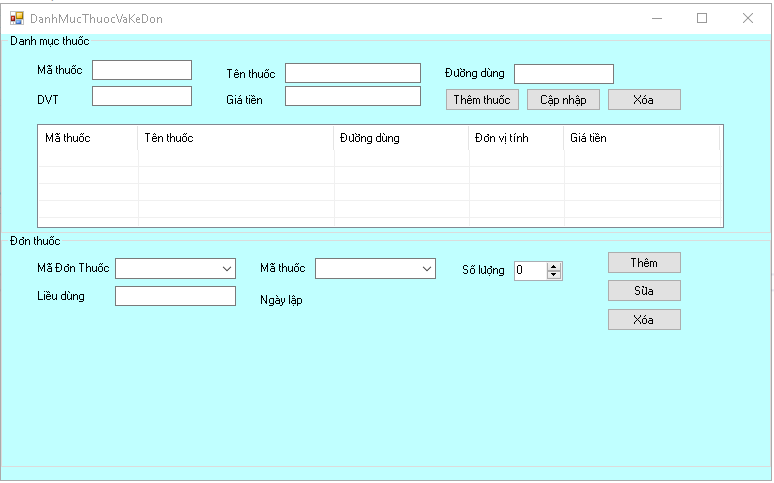 DanhMucThuocVaKeDon
Danh mục thuốc
Mã thuốc Tên thuốc Đường dùng
DVT Giá tiền Thêm thuốc Cập nhập Xóa
Mã thuốc Tên thuốc Đường dùng Đơn vị tính Giá tiền
Đơn thuốc
Mã Đơn Thuốc Mã thuốc Số lượng 0 Thêm
Liều dùng Ngày lập Sửa
Xóa